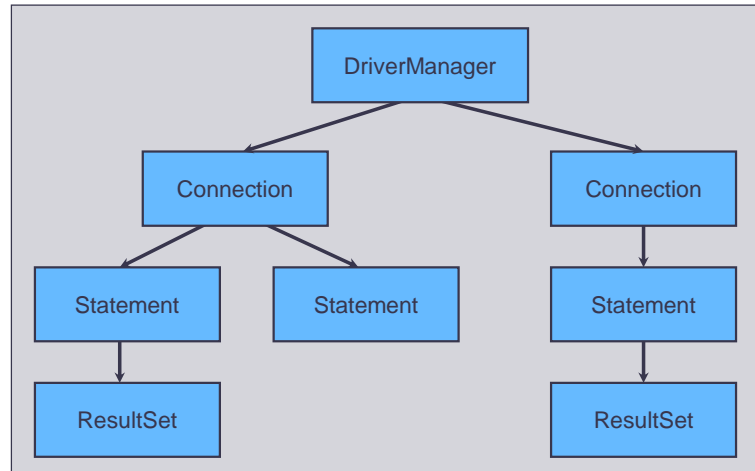 DriverManager
Connection
Connection
Statement
Statement
Statement
ResultSet
ResultSet